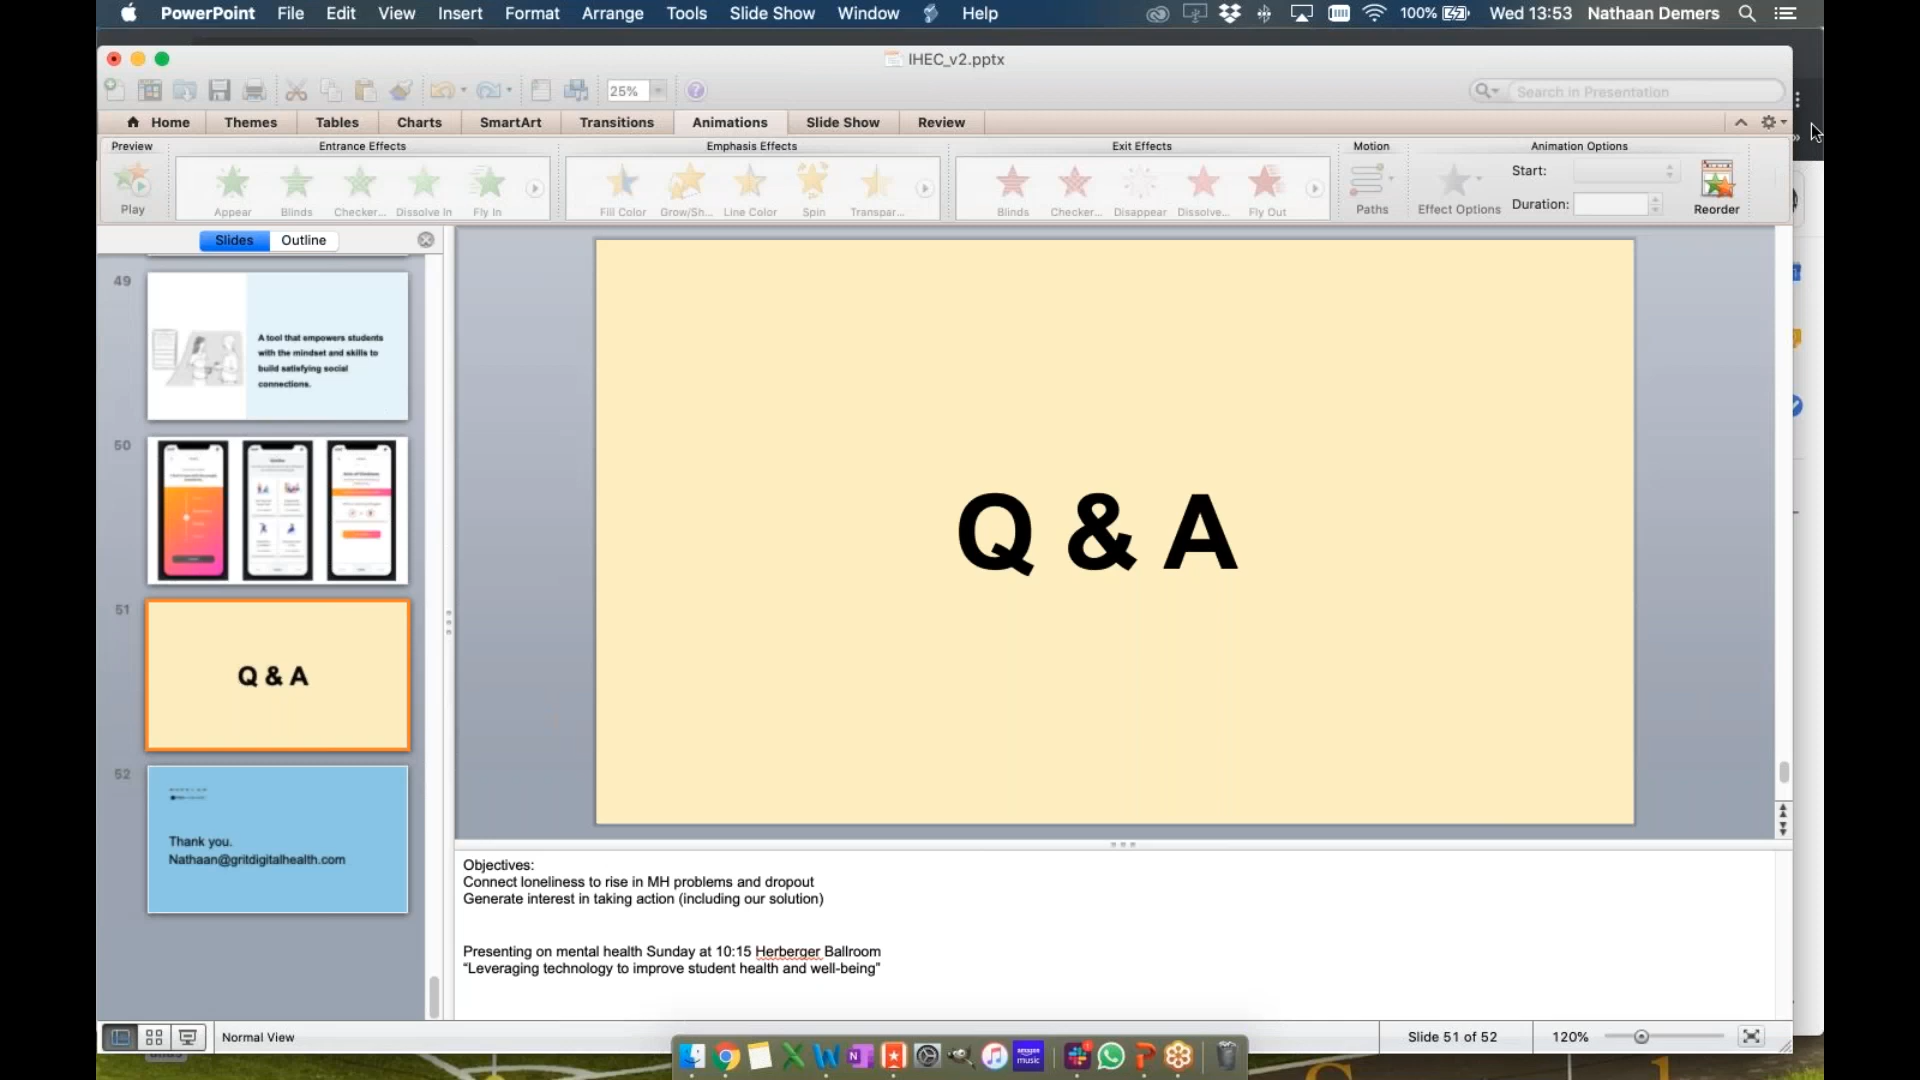 PowerPoint File Edit View Insert Format Arrange Tools Slide Show Window Help 100% Wed 13:53 Nathaan Demers
IHEC_v2.pptx
25% Search in Presentation
Home Themes Tables Charts SmartArt Transitions Animations Slide Show Review
Preview Entrance Effects Emphasis Effects Exit Effects Motion Animation Options
Start:
Duration:
Play Appear Blinds Checker... Dissolve In Fly In Fill Color Grow/Sh... Line Color Spin Transpar... Blinds Checker... Disappear Dissolve... Fly Out Paths Effect Options Reorder
Slides Outline
49
A tool that empowers students
with the mindset and skills to
build satisfying social
connections.
50
51
Q & A
52
Thank you.
Nathaan@gritdigitalhealth.com
Q & A
Objectives:
Connect loneliness to rise in MH problems and dropout
Generate interest in taking action (including our solution)
Presenting on mental health Sunday at 10:15 Herberger Ballroom
“Leveraging technology to improve student health and well-being”
Normal View Slide 51 of 52 120%
amazon
music